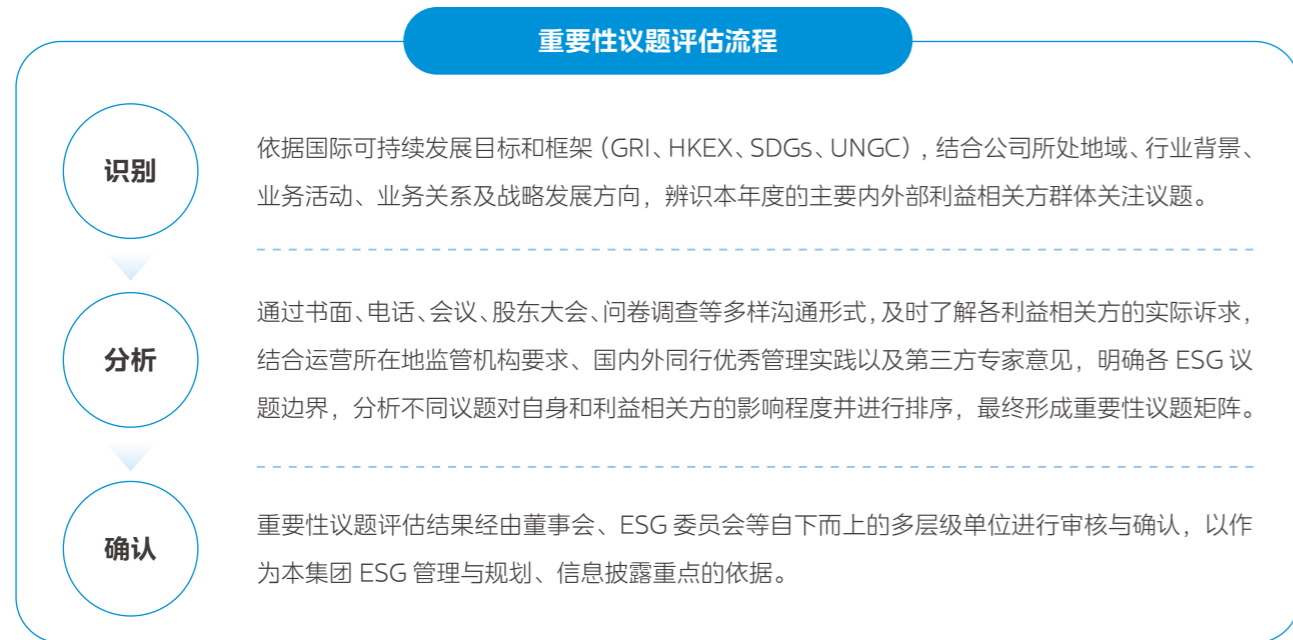 重要性议题评估流程
识别
依据国际可持续发展目标和框架（GRI、HKEX、SDGs、UNGC），结合公司所处地域、行业背景、
业务活动、业务关系及战略发展方向，辨识本年度的主要内外部利益相关方群体关注议题。
分析
通过书面、电话、会议、股东大会、问卷调查等多样沟通形式，及时了解各利益相关方的实际诉求，
结合运营所在地监管机构要求、国内外同行优秀管理实践以及第三方专家意见，明确各 ESG 议
题边界，分析不同议题对自身和利益相关方的影响程度并进行排序，最终形成重要性议题矩阵。
确认
重要性议题评估结果经由董事会、ESG 委员会等自下而上的多层级单位进行审核与确认，以作
为本集团 ESG 管理与规划、信息披露重点的依据。